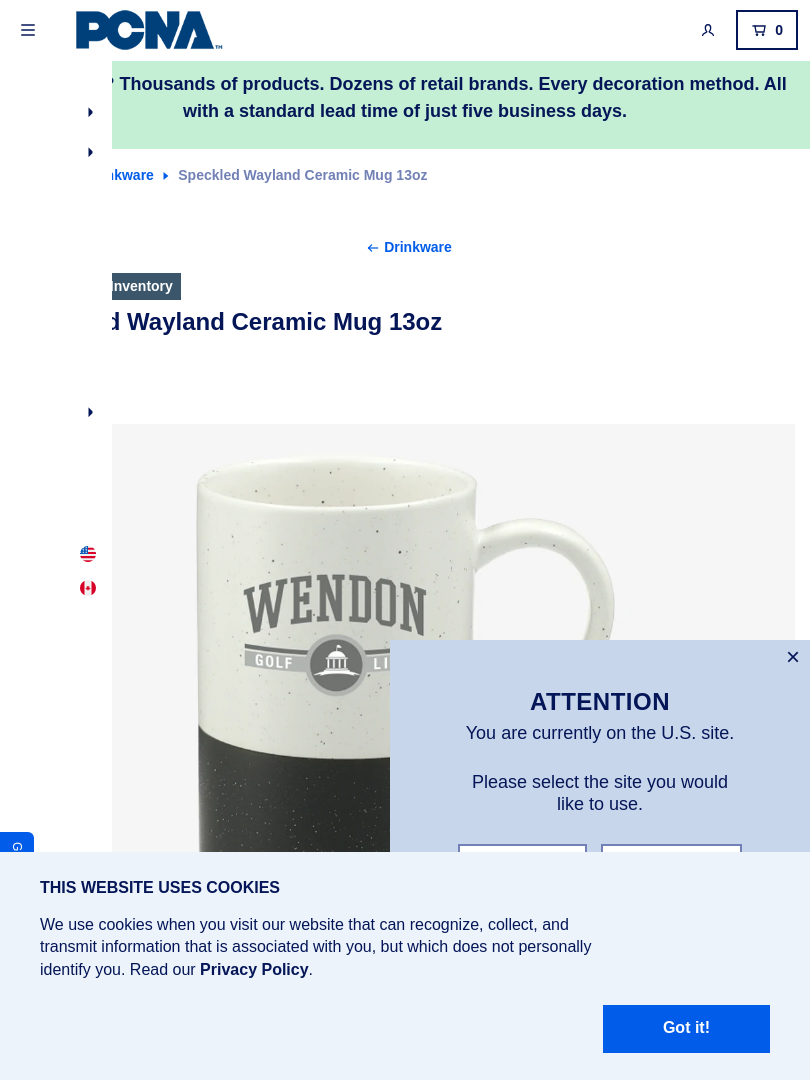 PCNA
TM
0
? Thousands of products. Dozens of retail brands. Every decoration method. All
with a standard lead time of just five business days.
Speckled Wayland Ceramic Mug 13oz
Drinkware
Inventory
Wayland Ceramic Mug 13oz
WENDON
GOLF
ATTENTION
You are currently on the U.S. site.
Please select the site you would
like to use.
G
THIS WEBSITE USES COOKIES
We use cookies when you visit our website that can recognize, collect, and
transmit information that is associated with you, but which does not personally
identify you. Read our Privacy Policy.
Got it!